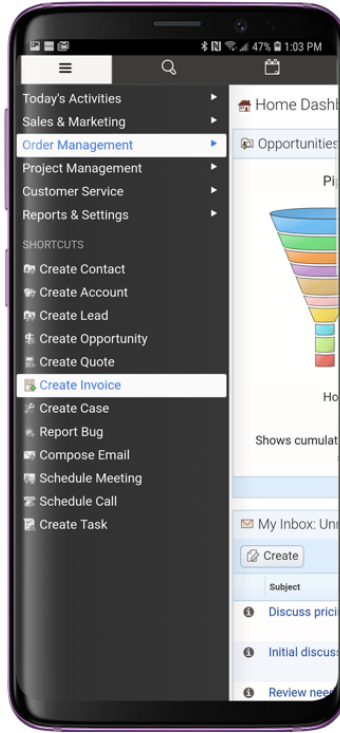 47% 1:03 PM
Today's Activities
Sales & Marketing
Order Management
Project Management
Customer Service
Reports & Settings
SHORTCUTS
Create Contact
Create Account
Create Lead
Create Opportunity
Create Quote
Create Invoice
Create Case
Report Bug
Compose Email
Schedule Meeting
Schedule Call
Create Task
Home Dashb
Opportunities
Pip
Ho
Shows cumulat
My Inbox: Unr
Create
Subject
Discuss prici
Initial discuss
Review need